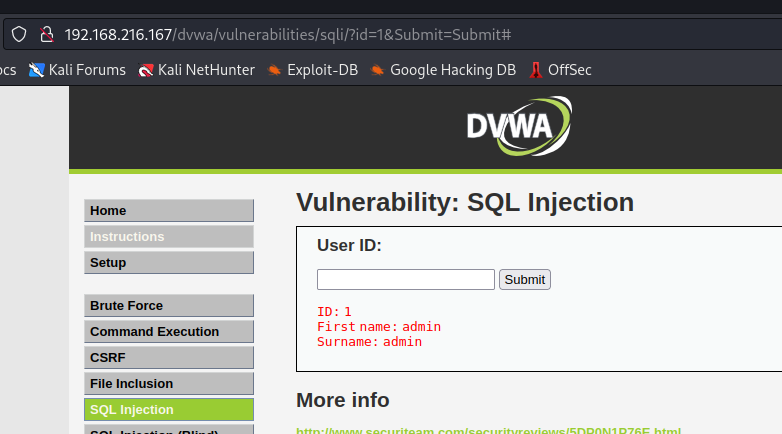 192.168.216.167/dvwa/vulnerabilities/sqli/?id=1&Submit=Submit#
Kali Forums Kali NetHunter Exploit-DB Google Hacking DB OffSec
DVWA
Home
Instructions
Setup
Brute Force
Command Execution
CSRF
File Inclusion
SQL Injection
SQL Injection (Blind)
Vulnerability: SQL Injection
User ID:
Submit
ID: 1
First name: admin
Surname: admin
More info
http://www.securiteam.com/securityreviews/5DP0N1P76E.html